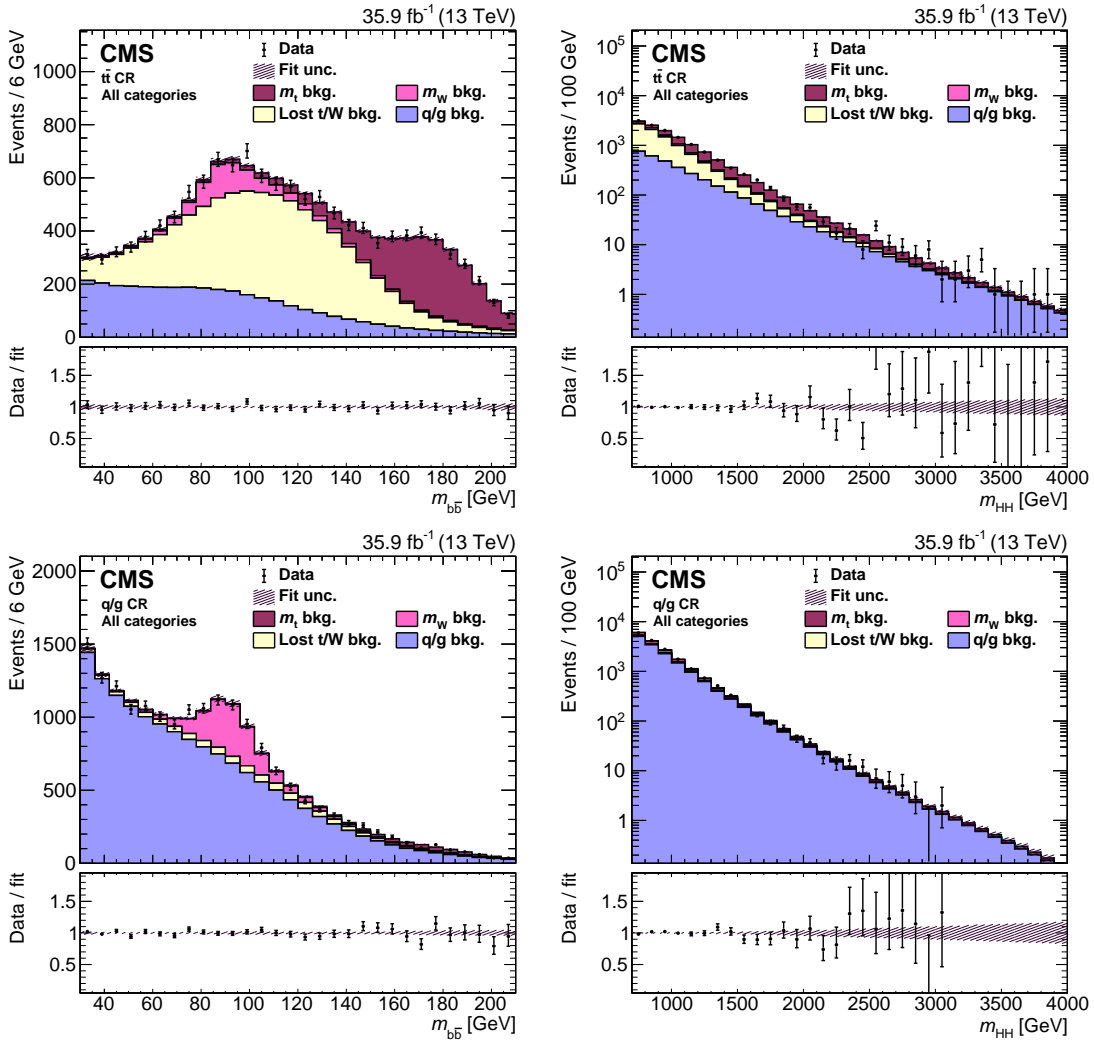 35.9 fb⁻¹ (13 TeV)
Events / 6 GeV
CMS
tt̄ CR
All categories
Data
Fit unc.
mₜ bkg.
m_W bkg.
Lost t/W bkg.
q/g bkg.
1000
800
600
400
200
0
Data / fit
1.5
1
0.5
40 60 80 100 120 140 160 180 200
m_bb̄ [GeV]
35.9 fb⁻¹ (13 TeV)
Events / 100 GeV
CMS
tt̄ CR
All categories
Data
Fit unc.
mₜ bkg.
m_W bkg.
Lost t/W bkg.
q/g bkg.
10⁵
10⁴
10³
10²
10
1
Data / fit
1.5
1
0.5
1000 1500 2000 2500 3000 3500 4000
m_HH [GeV]
35.9 fb⁻¹ (13 TeV)
Events / 6 GeV
CMS
q/g CR
All categories
Data
Fit unc.
mₜ bkg.
m_W bkg.
Lost t/W bkg.
q/g bkg.
2000
1500
1000
500
0
Data / fit
1.5
1
0.5
40 60 80 100 120 140 160 180 200
m_bb̄ [GeV]
35.9 fb⁻¹ (13 TeV)
Events / 100 GeV
CMS
q/g CR
All categories
Data
Fit unc.
mₜ bkg.
m_W bkg.
Lost t/W bkg.
q/g bkg.
10⁵
10⁴
10³
10²
10
1
Data / fit
1.5
1
0.5
1000 1500 2000 2500 3000 3500 4000
m_HH [GeV]